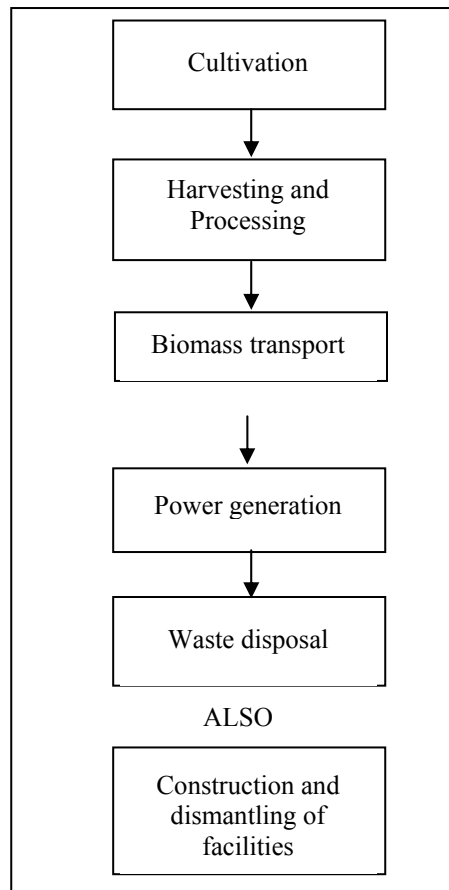 Cultivation
Harvesting and
Processing
Biomass transport
Power generation
Waste disposal
ALSO
Construction and
dismantling of
facilities